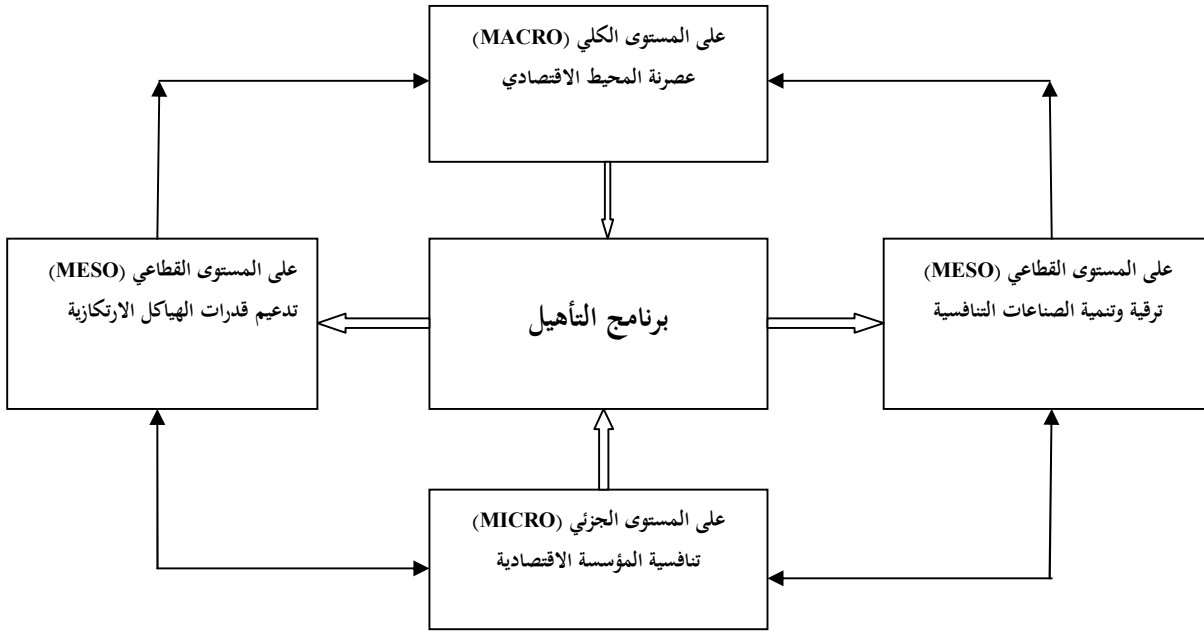 على المستوى الكلي (MACRO)
عصرنة المحيط الاقتصادي
على المستوى القطاعي (MESO)
ترقية وتنمية الصناعات التنافسية
برنامج التأهيل
على المستوى القطاعي (MESO)
تدعيم قدرات الهياكل الارتكازية
على المستوى الجزئي (MICRO)
تنافسية المؤسسة الاقتصادية